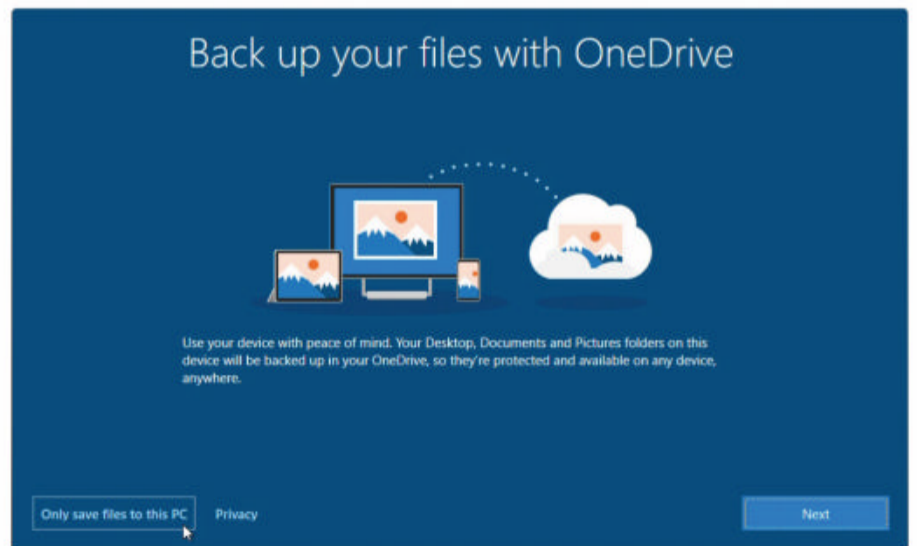 Back up your files with OneDrive
Use your device with peace of mind. Your Desktop, Documents and Pictures folders on this
device will be backed up in your OneDrive, so they're protected and available on any device,
anywhere.
Only save files to this PC
Privacy
Next